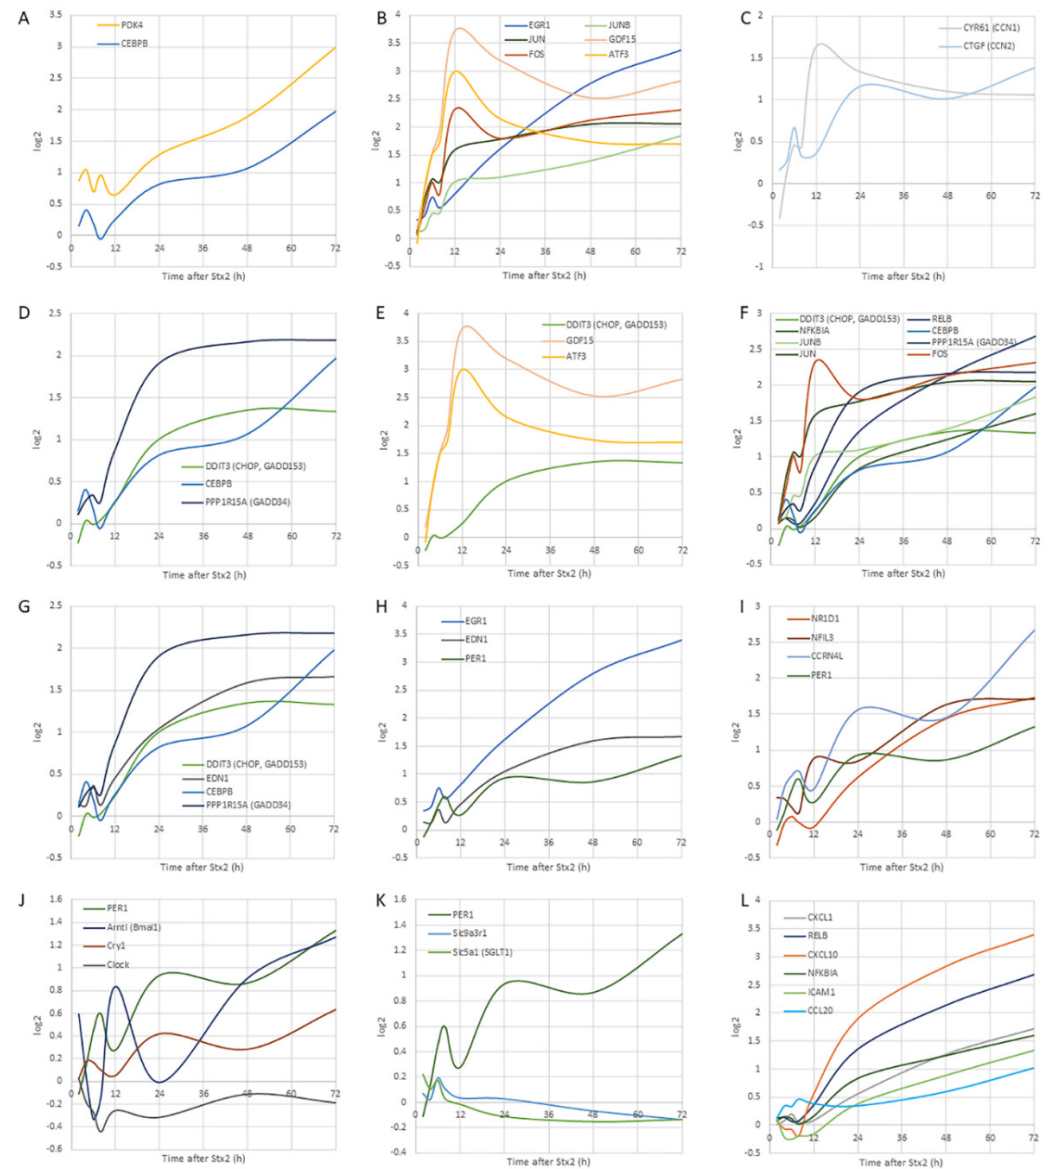 A
PDK4
CEBPB
3.5
3
2.5
2
1.5
1
0.5
0
-0.5
log2
0 12 24 36 48 60 72
Time after Stx2 (h)
B
EGR1 JUNB
JUN GDF15
FOS ATF3
4
3.5
3
2.5
2
1.5
1
0.5
0
-0.5
log2
0 12 24 36 48 60 72
Time after Stx2 (h)
C
CYR61 (CCN1)
CTGF (CCN2)
2
1.5
1
0.5
0
-0.5
-1
log2
0 12 24 36 48 60 72
Time after Stx2 (h)
D
2.5
2
1.5
1
0.5
0
-0.5
log2
DDIT3 (CHOP, GADD153)
CEBPB
PPP1R15A (GADD34)
0 12 24 36 48 60 72
Time after Stx2 (h)
E
DDIT3 (CHOP, GADD153)
GDF15
ATF3
4
3.5
3
2.5
2
1.5
1
0.5
0
-0.5
log2
0 12 24 36 48 60 72
Time after Stx2 (h)
F
DDIT3 (CHOP, GADD153) RELB
NFKBIA CEBPB
JUNB PPP1R15A (GADD34)
JUN FOS
3
2.5
2
1.5
1
0.5
0
-0.5
log2
0 12 24 36 48 60 72
Time after Stx2 (h)
G
2.5
2
1.5
1
0.5
0
-0.5
log2
DDIT3 (CHOP, GADD153)
EDN1
CEBPB
PPP1R15A (GADD34)
0 12 24 36 48 60 72
Time after Stx2 (h)
H
EGR1
EDN1
PER1
4
3.5
3
2.5
2
1.5
1
0.5
0
-0.5
log2
0 12 24 36 48 60 72
Time after Stx2 (h)
I
NR1D1
NFIL3
CCRN4L
PER1
3
2.5
2
1.5
1
0.5
0
-0.5
log2
0 12 24 36 48 60 72
Time after Stx2 (h)
J
PER1
Arntl (Bmal1)
Cry1
Clock
1.6
1.4
1.2
1
0.8
0.6
0.4
0.2
0
-0.2
-0.4
-0.6
log2
0 12 24 36 48 60 72
Time after Stx2 (h)
K
PER1
Slc9a3r1
Slc5a1 (SGLT1)
1.6
1.4
1.2
1
0.8
0.6
0.4
0.2
0
-0.2
-0.4
log2
0 12 24 36 48 60 72
Time after Stx2 (h)
L
CXCL1
RELB
CXCL10
NFKBIA
ICAM1
CCL20
4
3.5
3
2.5
2
1.5
1
0.5
0
-0.5
log2
0 12 24 36 48 60 72
Time after Stx2 (h)